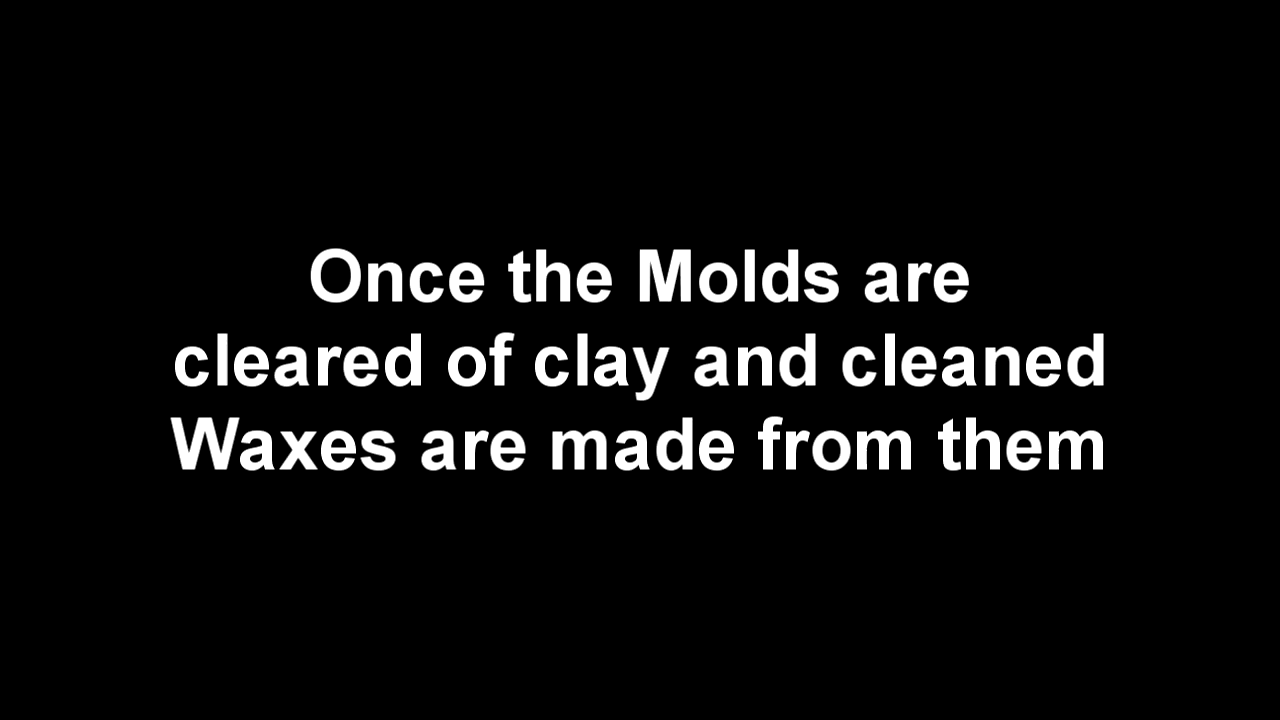 Once the Molds are
cleared of clay and cleaned
Waxes are made from them